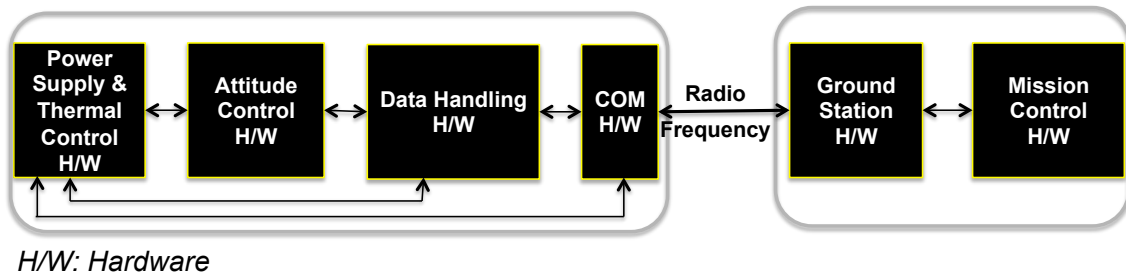 Power
Supply &
Thermal
Control
H/W
Attitude
Control
H/W
Data Handling
H/W
COM
H/W
Radio
Frequency
Ground
Station
H/W
Mission
Control
H/W
H/W: Hardware